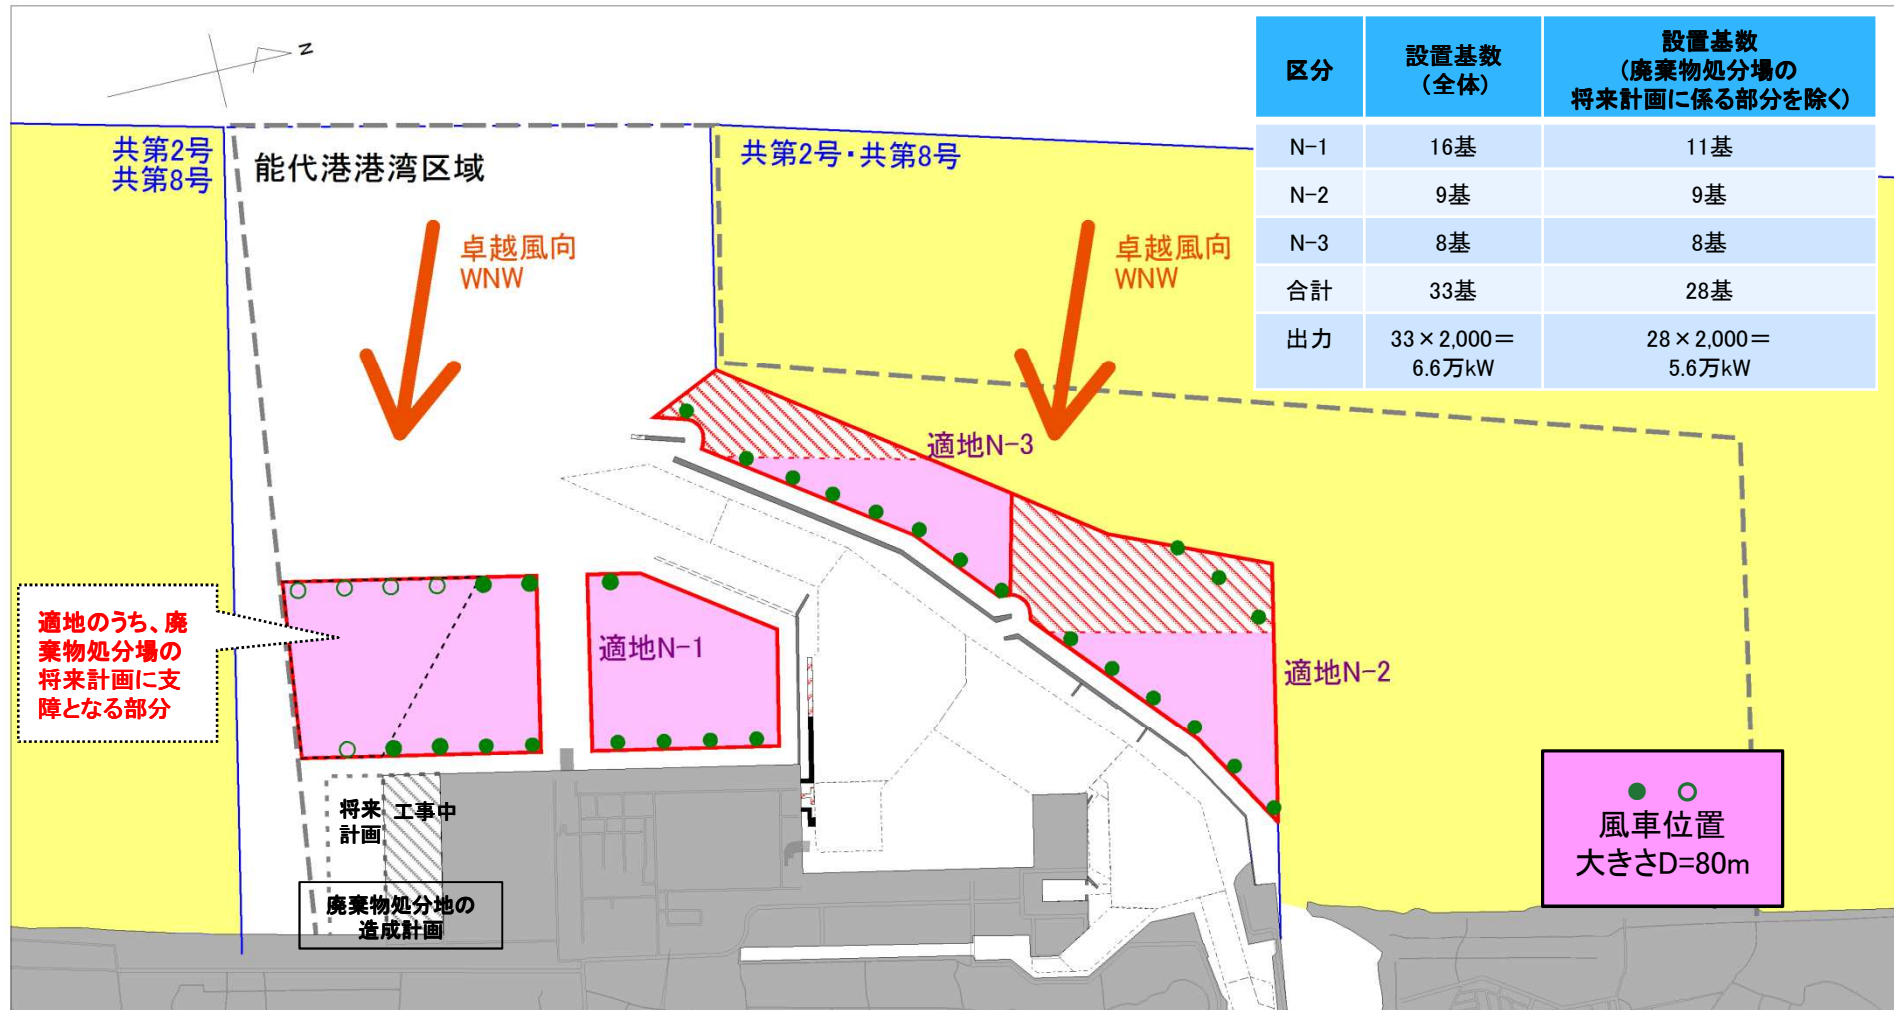 N
共第2号
共第8号
能代港港湾区域
共第2号・共第8号
卓越風向
WNW
卓越風向
WNW
区分
設置基数
(全体)
設置基数
(廃棄物処分場の
将来計画に係る部分を除く)
N-1
16基
11基
N-2
9基
9基
N-3
8基
8基
合計
33基
28基
出力
33×2,000=
6.6万kW
28×2,000=
5.6万kW
適地N-3
適地N-1
適地N-2
適地のうち、廃
棄物処分場の
将来計画に支
障となる部分
将来
計画
工事中
廃棄物処分地の
造成計画
風車位置
大きさD=80m